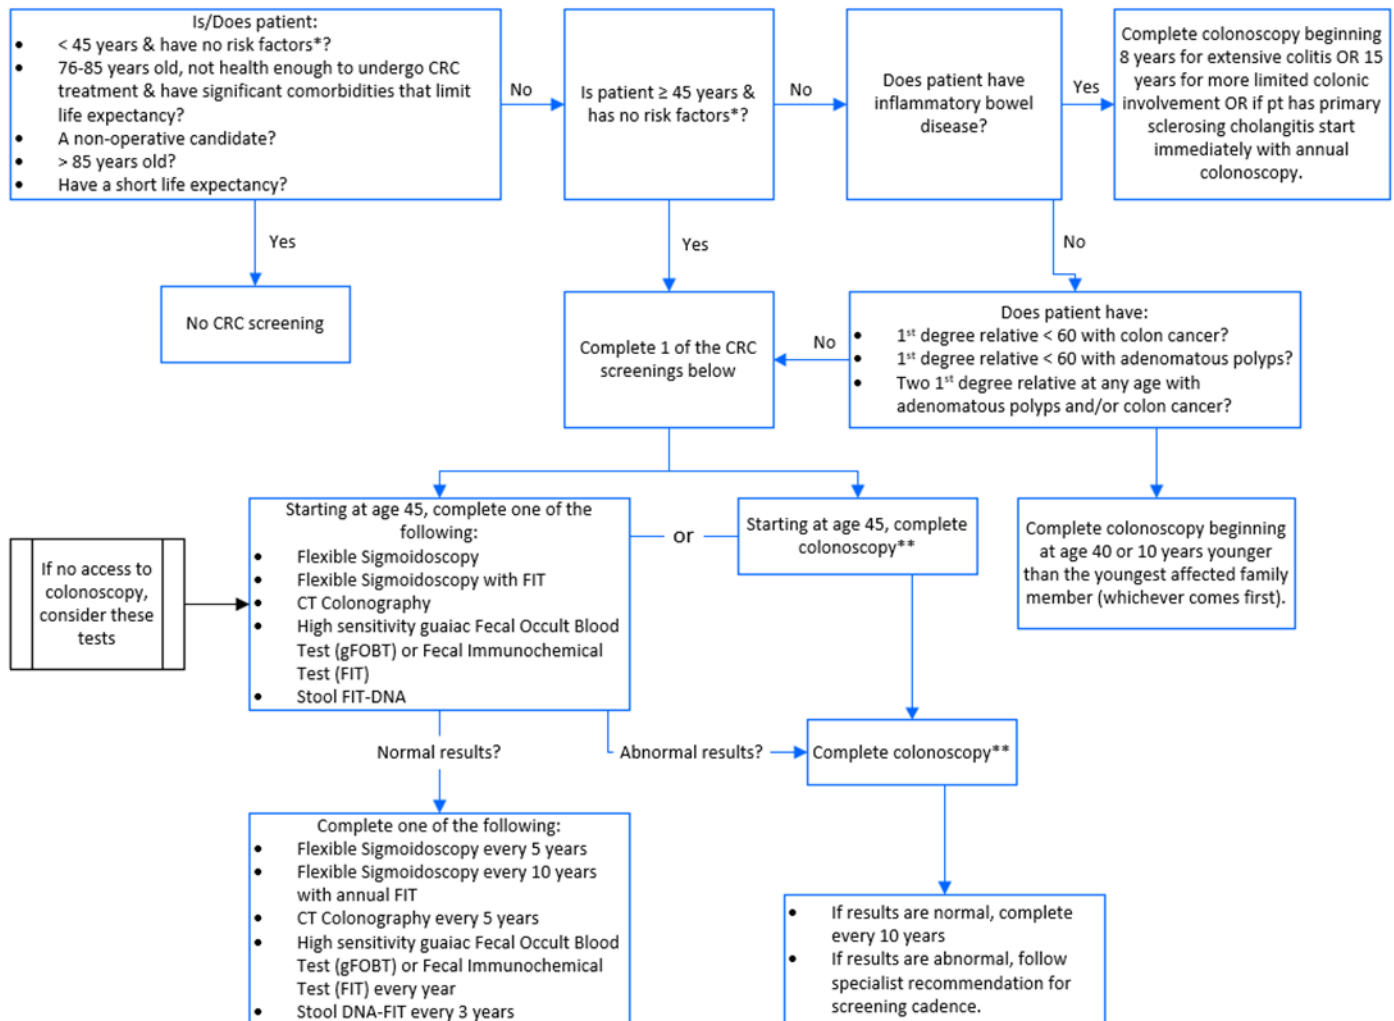 Is/Does patient:
• < 45 years & have no risk factors*?
• 76-85 years old, not health enough to undergo CRC
treatment & have significant comorbidities that limit
life expectancy?
• A non-operative candidate?
• > 85 years old?
• Have a short life expectancy?
No
Is patient ≥ 45 years &
has no risk factors*?
No
Does patient have
inflammatory bowel
disease?
Yes
Complete colonoscopy beginning
8 years for extensive colitis OR 15
years for more limited colonic
involvement OR if pt has primary
sclerosing cholangitis start
immediately with annual
colonoscopy.
Yes
Yes
No
No CRC screening
Complete 1 of the CRC
screenings below
No
Does patient have:
• 1st degree relative < 60 with colon cancer?
• 1st degree relative < 60 with adenomatous polyps?
• Two 1st degree relative at any age with
adenomatous polyps and/or colon cancer?
If no access to
colonoscopy,
consider these
tests
Starting at age 45, complete one of the
following:
• Flexible Sigmoidoscopy
• Flexible Sigmoidoscopy with FIT
• CT Colonography
• High sensitivity guaiac Fecal Occult Blood
Test (gFOBT) or Fecal Immunochemical
Test (FIT)
• Stool FIT-DNA
or
Starting at age 45, complete
colonoscopy**
Complete colonoscopy beginning
at age 40 or 10 years younger
than the youngest affected family
member (whichever comes first).
Normal results?
Abnormal results?
Complete colonoscopy**
Complete one of the following:
• Flexible Sigmoidoscopy every 5 years
• Flexible Sigmoidoscopy every 10 years
with annual FIT
• CT Colonography every 5 years
• High sensitivity guaiac Fecal Occult Blood
Test (gFOBT) or Fecal Immunochemical
Test (FIT) every year
• Stool DNA-FIT every 3 years
• If results are normal, complete
every 10 years
• If results are abnormal, follow
specialist recommendation for
screening cadence.